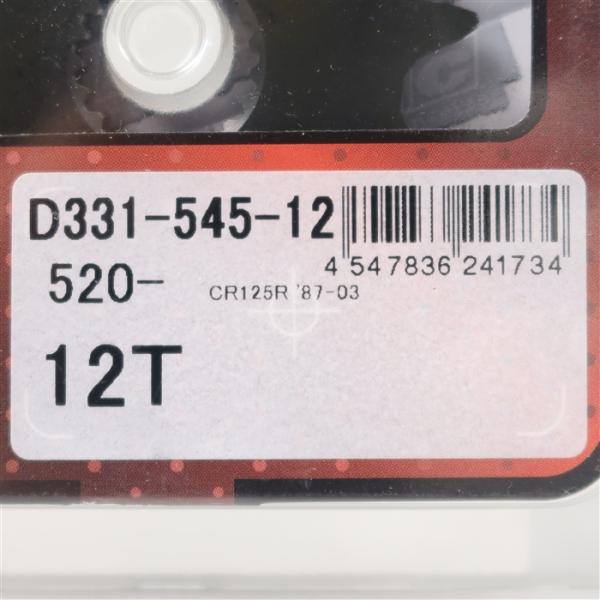 D331-545-12
4 547836 241734
520-
CR125R '87-03
12T